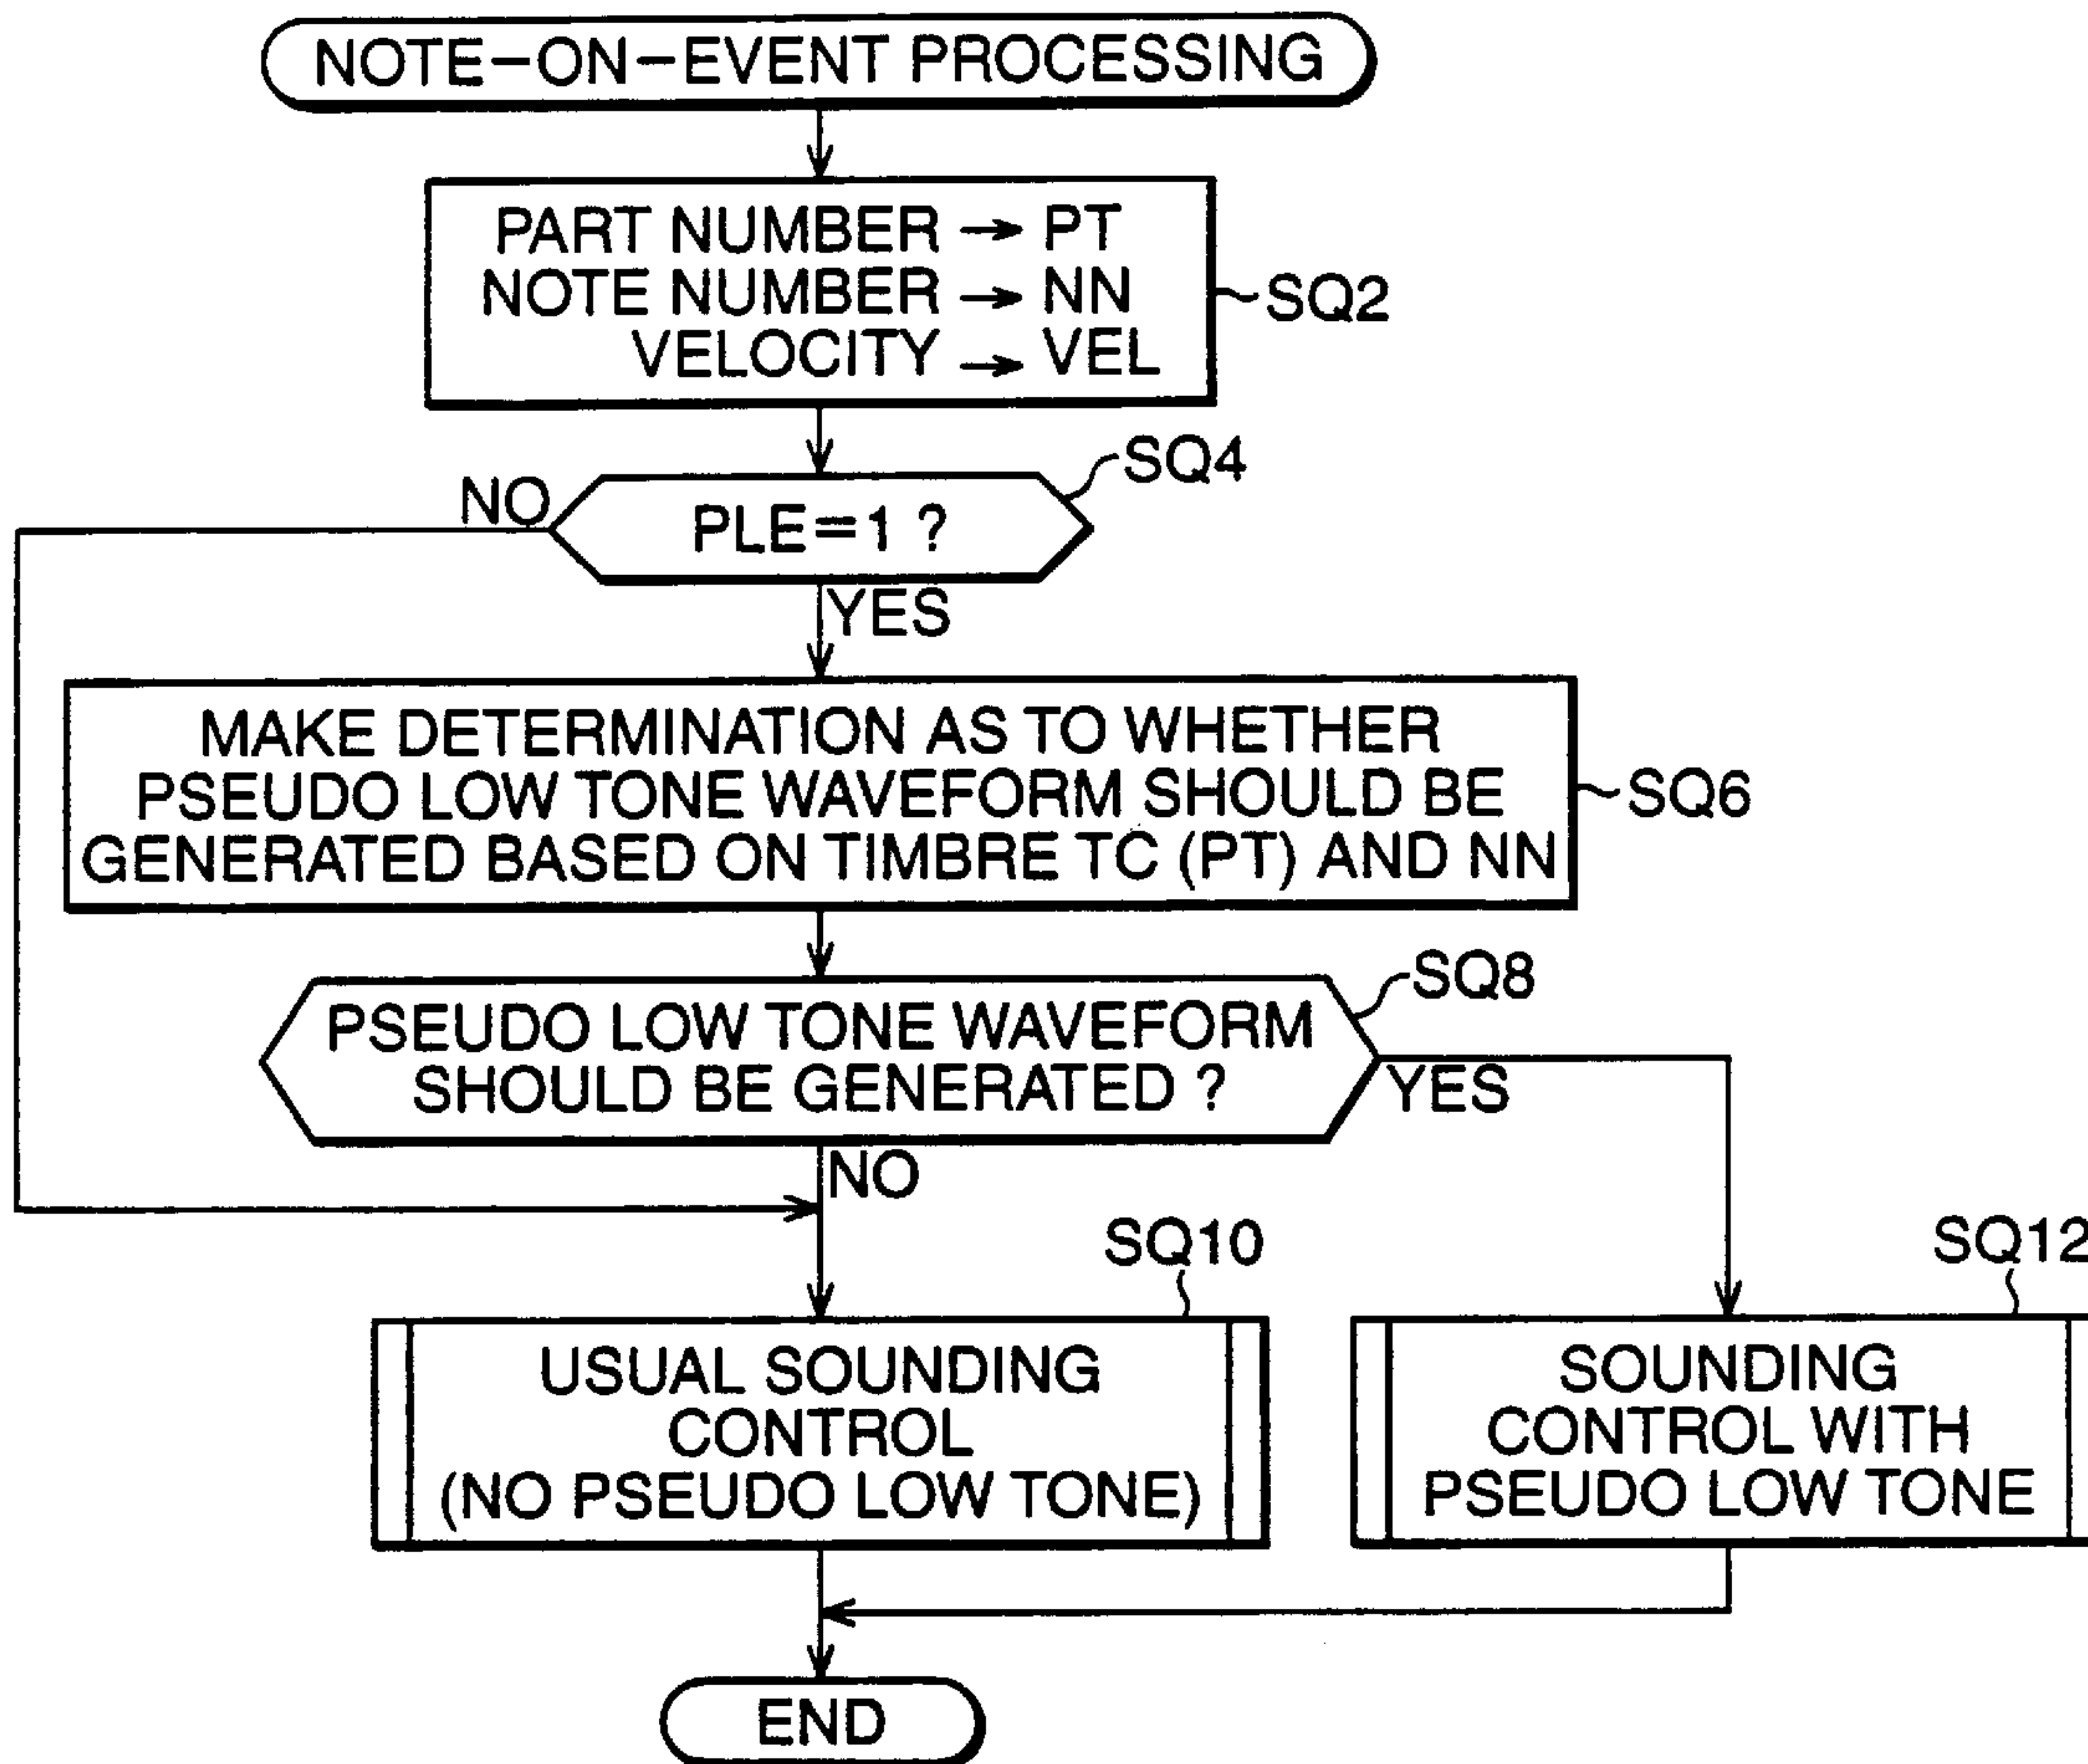 NOTE-ON-EVENT PROCESSING
PART NUMBER → PT
NOTE NUMBER → NN
VELOCITY → VEL
SQ2
SQ4
NO
PLE=1 ?
YES
MAKE DETERMINATION AS TO WHETHER
PSEUDO LOW TONE WAVEFORM SHOULD BE
GENERATED BASED ON TIMBRE TC (PT) AND NN
SQ6
SQ8
PSEUDO LOW TONE WAVEFORM
SHOULD BE GENERATED ?
YES
NO
SQ10
SQ12
USUAL SOUNDING
CONTROL
(NO PSEUDO LOW TONE)
SOUNDING
CONTROL WITH
PSEUDO LOW TONE
END